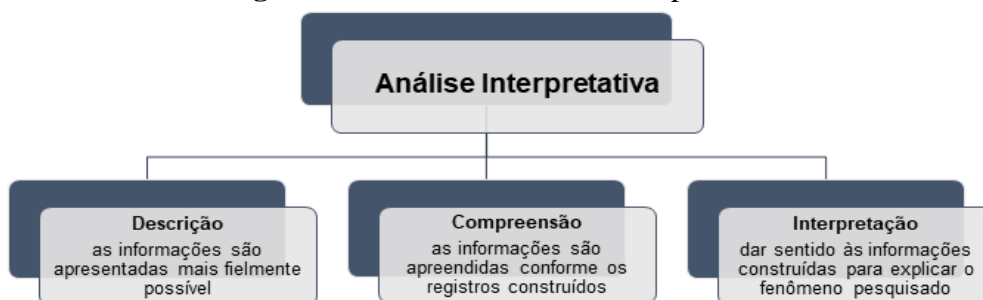 Análise Interpretativa
Descrição
as informações são
apresentadas mais fielmente
possível
Compreensão
as informações são
apreendidas conforme os
registros construídos
Interpretação
dar sentido às informações
construídas para explicar o
fenômeno pesquisado